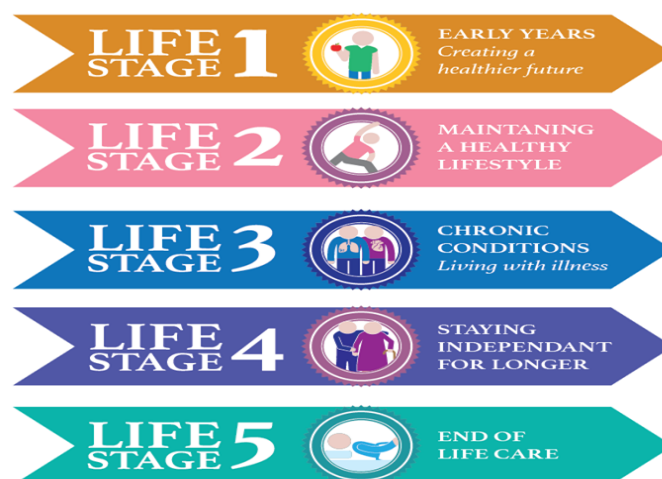 LIFE
STAGE 1
EARLY YEARS
Creating a
healthier future
LIFE
STAGE 2
MAINTANING
A HEALTHY
LIFESTYLE
LIFE
STAGE 3
CHRONIC
CONDITIONS
Living with illness
LIFE
STAGE 4
STAYING
INDEPENDANT
FOR LONGER
LIFE
STAGE 5
END OF
LIFE CARE